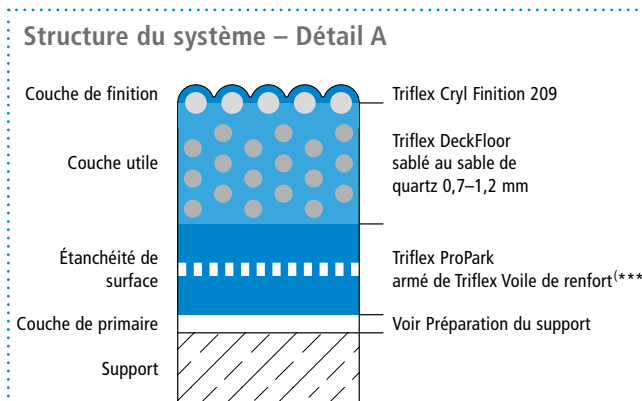 Structure du système – Détail A
Couche de finition
Triflex Cryl Finition 209
Couche utile
Triflex DeckFloor
sablé au sable de
quartz 0,7–1,2 mm
Étanchéité de
surface
Triflex ProPark
armé de Triflex Voile de renfort(***
Couche de primaire
Voir Préparation du support
Support